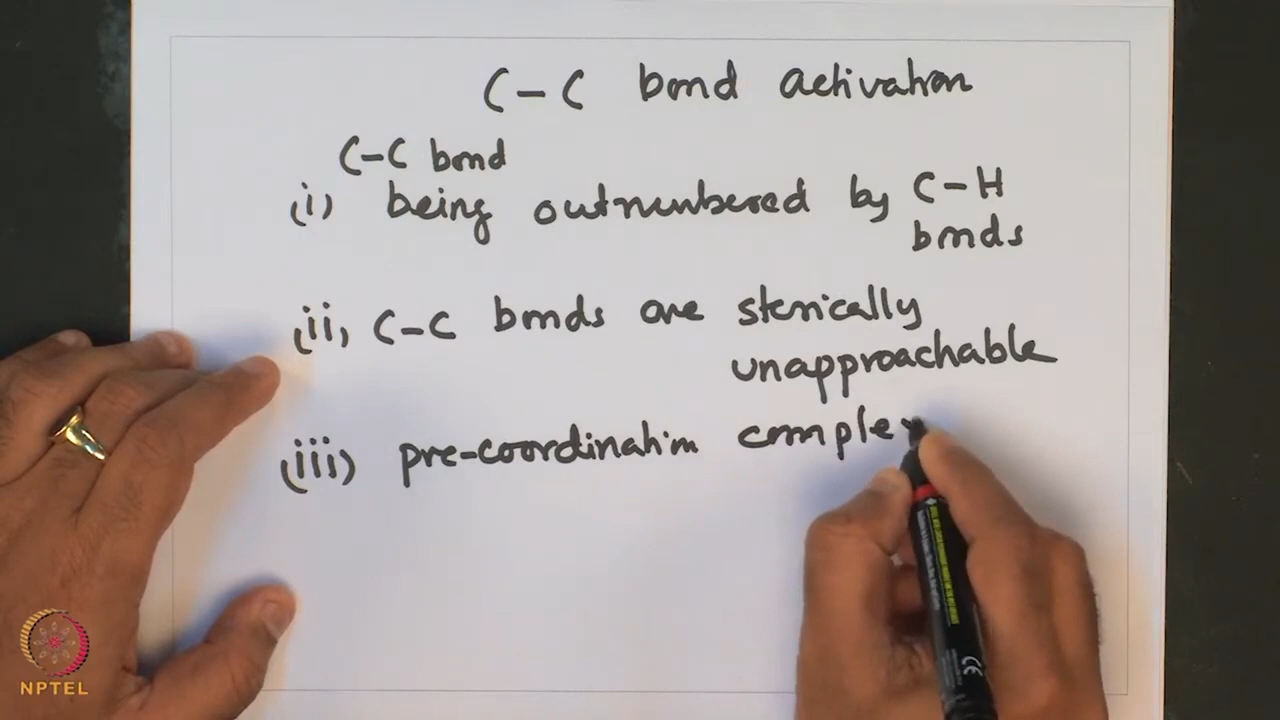 C-C bond activation
C-C bond
(i) being outnumbered by C-H
bonds
(ii) C-C bonds are sterically
unapproachable
(iii) pre-coordination complex
NPTEL